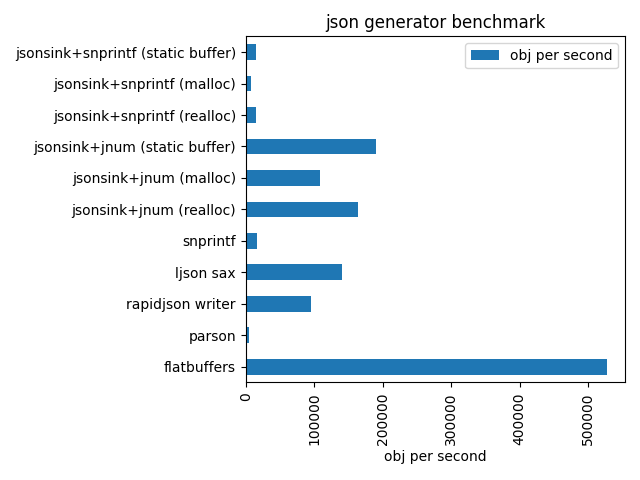 json generator benchmark
obj per second
jsonsink+snprintf (static buffer)
jsonsink+snprintf (malloc)
jsonsink+snprintf (realloc)
jsonsink+jnum (static buffer)
jsonsink+jnum (malloc)
jsonsink+jnum (realloc)
snprintf
ljson sax
rapidjson writer
parson
flatbuffers
0
100000
200000
300000
400000
500000
obj per second